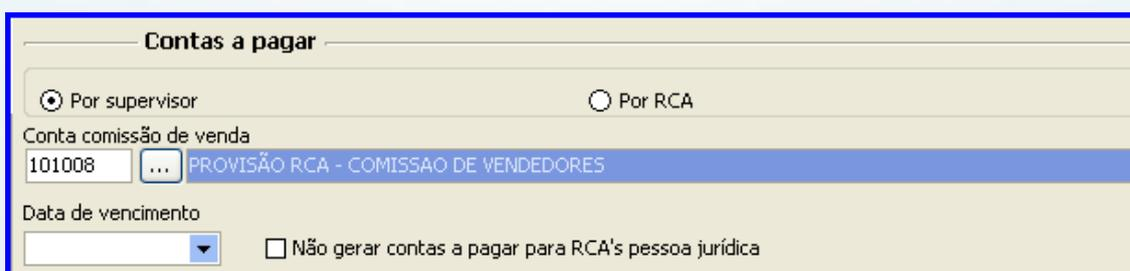 Contas a pagar
Por supervisor Por RCA
Conta comissão de venda
101008 ... PROVISÃO RCA - COMISSAO DE VENDEDORES
Data de vencimento
Não gerar contas a pagar para RCA's pessoa jurídica